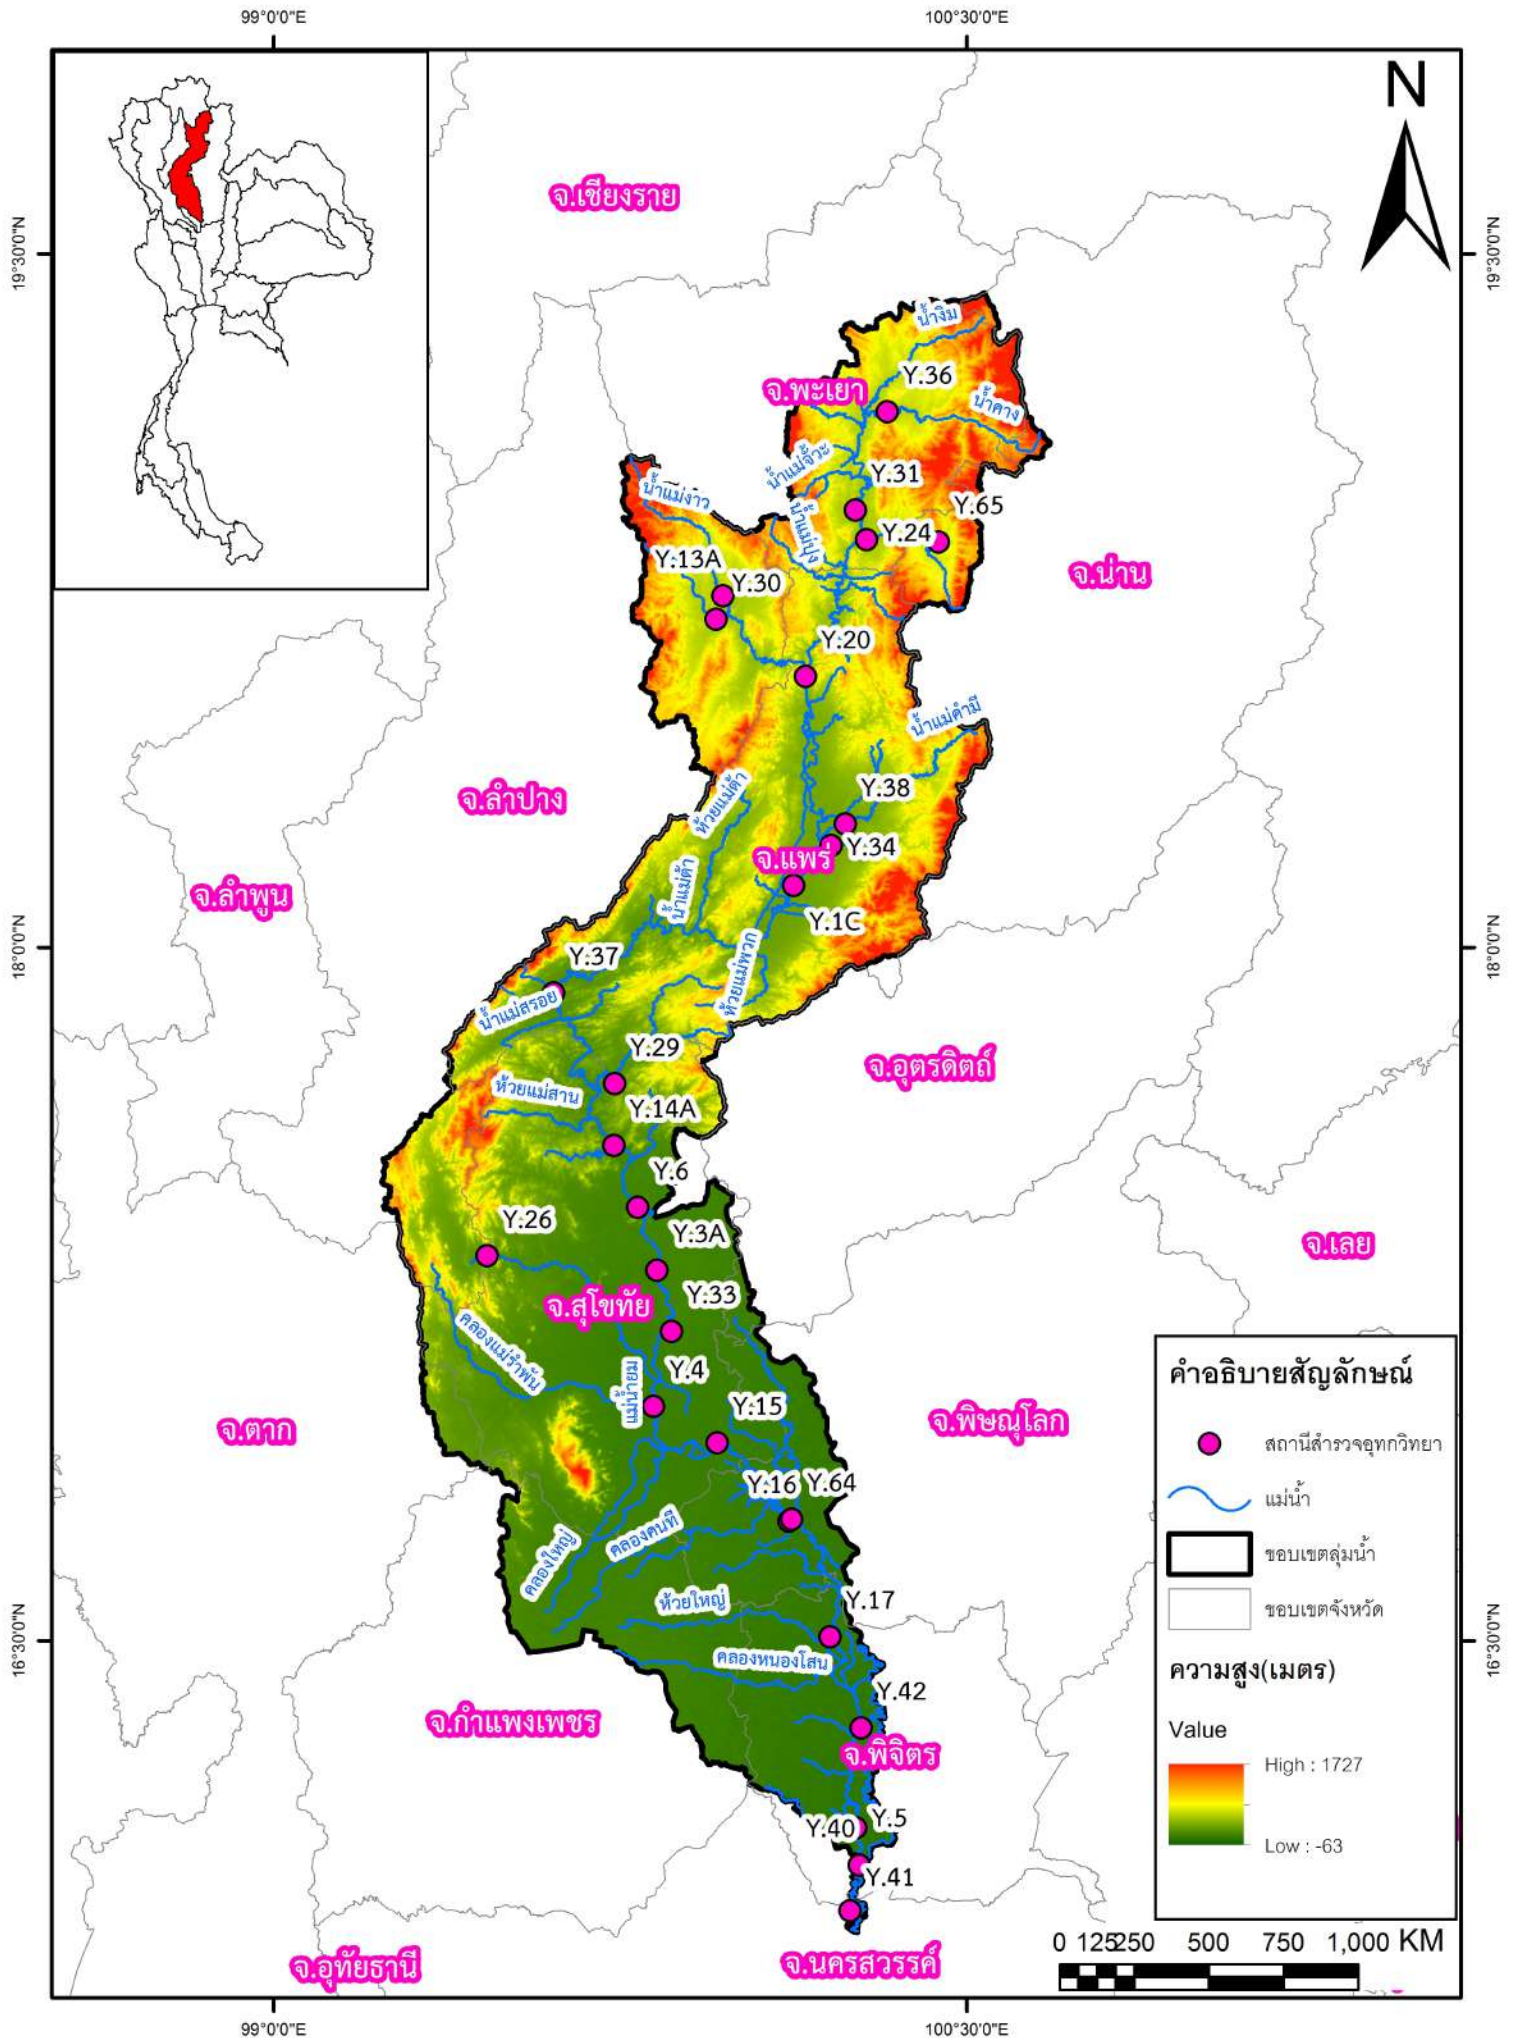 99°0'0"E
100°30'0"E
N
19°30'0"N
19°30'0"N
จ.เชียงราย
น้ำงิม
Y.36
จ.พะเยา
น้ำคาง
น้ำแม่จั๊วะ
Y.31
น้ำแม่งาว
Y.65
น้ำแม่ปุง
Y.24
Y.13A
จ.น่าน
Y.30
Y.20
น้ำแม่คำมี
จ.ลำปาง
ห้วยแม่ต้า
Y.38
Y.34
จ.แพร่
จ.ลำพูน
น้ำแม่ต้า
Y.1C
18°0'0"N
18°0'0"N
Y.37
ห้วยแม่พวก
น้ำแม่สรอย
Y.29
จ.อุตรดิตถ์
ห้วยแม่สาน
Y.14A
Y.6
Y.26
Y.3A
จ.เลย
Y.33
จ.สุโขทัย
คลองแม่รำพัน
Y.4
แม่น้ำยม
Y.15
จ.ตาก
จ.พิษณุโลก
Y.16
Y.64
คลองคนที
คลองใหญ่
ห้วยใหญ่
Y.17
16°30'0"N
16°30'0"N
คลองหนองโสน
Y.42
จ.กำแพงเพชร
จ.พิจิตร
Y.40
Y.5
Y.41
จ.อุทัยธานี
จ.นครสวรรค์
คำอธิบายสัญลักษณ์
สถานีสำรวจอุทกวิทยา
แม่น้ำ
ขอบเขตลุ่มน้ำ
ขอบเขตจังหวัด
ความสูง(เมตร)
Value
High : 1727
Low : -63
0 125250 500 750 1,000 KM
99°0'0"E
100°30'0"E